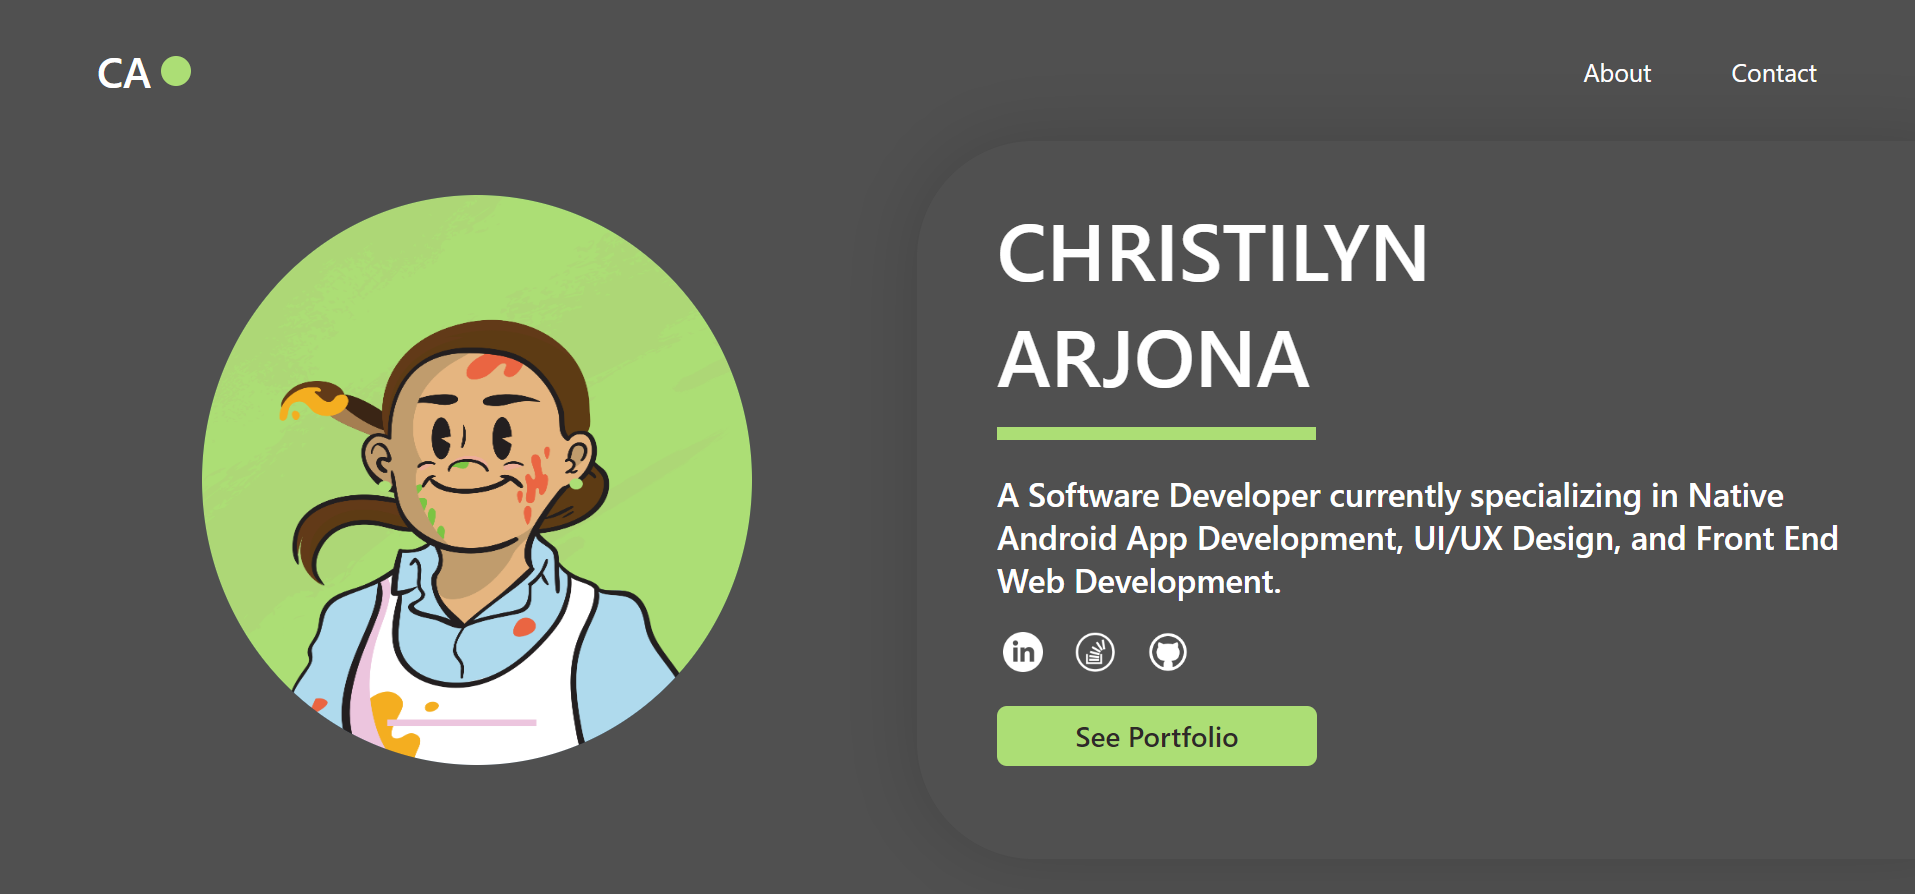 CA
About
Contact
CHRISTILYN
ARJONA
A Software Developer currently specializing in Native
Android App Development, UI/UX Design, and Front End
Web Development.
in
See Portfolio